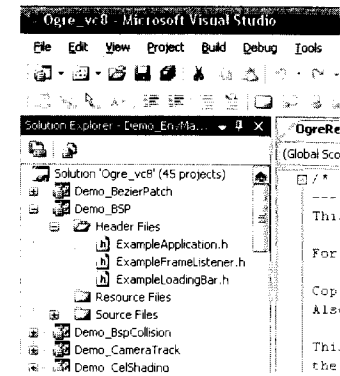 Ogre_vc8 - Microsoft Visual Studio
File Edit View Project Build Debug Tools
Solution Explorer - Demo_EnvMa...
OgreRe
(Global Sco
Solution 'Ogre_vc8' (45 projects)
Demo_BezierPatch
Demo_BSP
Header Files
ExampleApplication.h
ExampleFrameListener.h
ExampleLoadingBar.h
Resource Files
Source Files
Demo_BspCollision
Demo_CameraTrack
Demo_CelShading
/*
----
Thi
For
Cop
Als
Thi
the